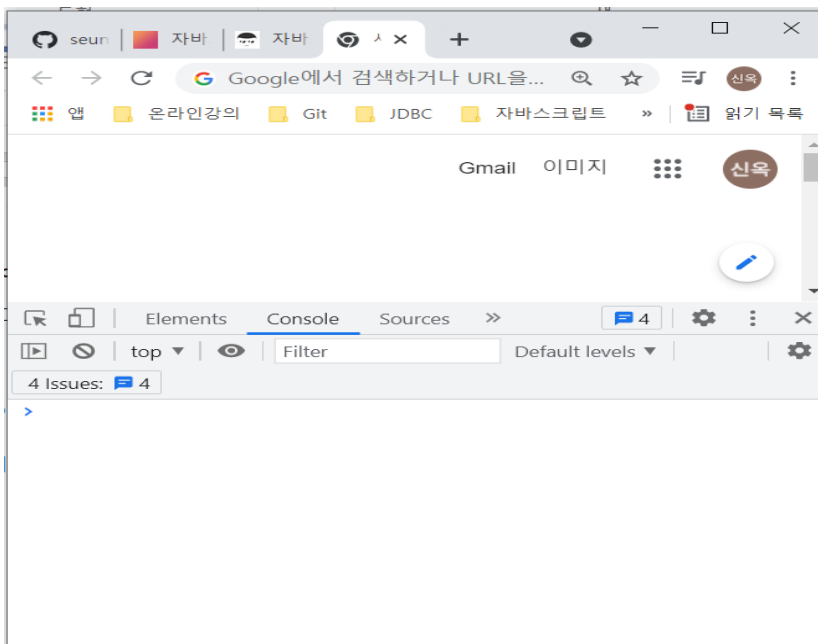 seun 자바 자바
Google에서 검색하거나 URL을... 신옥
앱 온라인강의 Git JDBC 자바스크립트 » 읽기 목록
Gmail 이미지 신옥
Elements Console Sources » 4
top Filter Default levels
4 Issues: 4
>